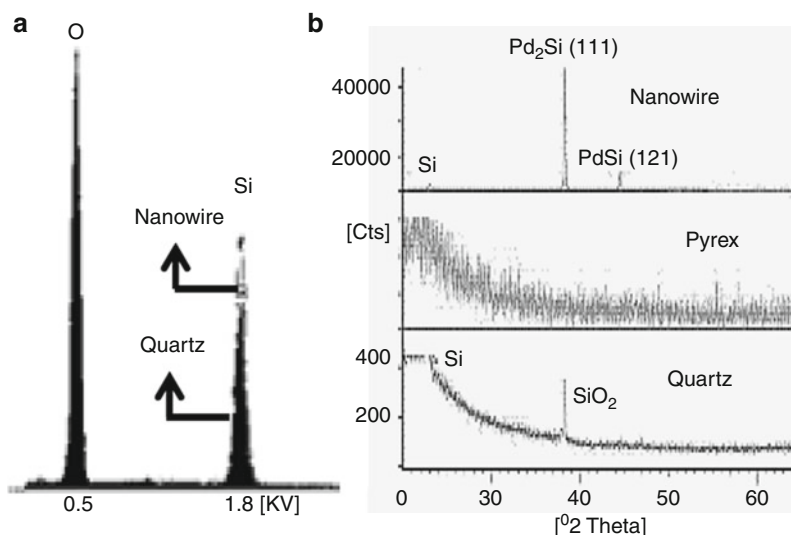 a
O
Si
Nanowire
Quartz
0.5
1.8 [KV]
b
Pd₂Si (111)
40000
Nanowire
20000
PdSi (121)
Si
[Cts]
Pyrex
400
Si
Quartz
SiO₂
200
0
30
40
60
[⁰2 Theta]